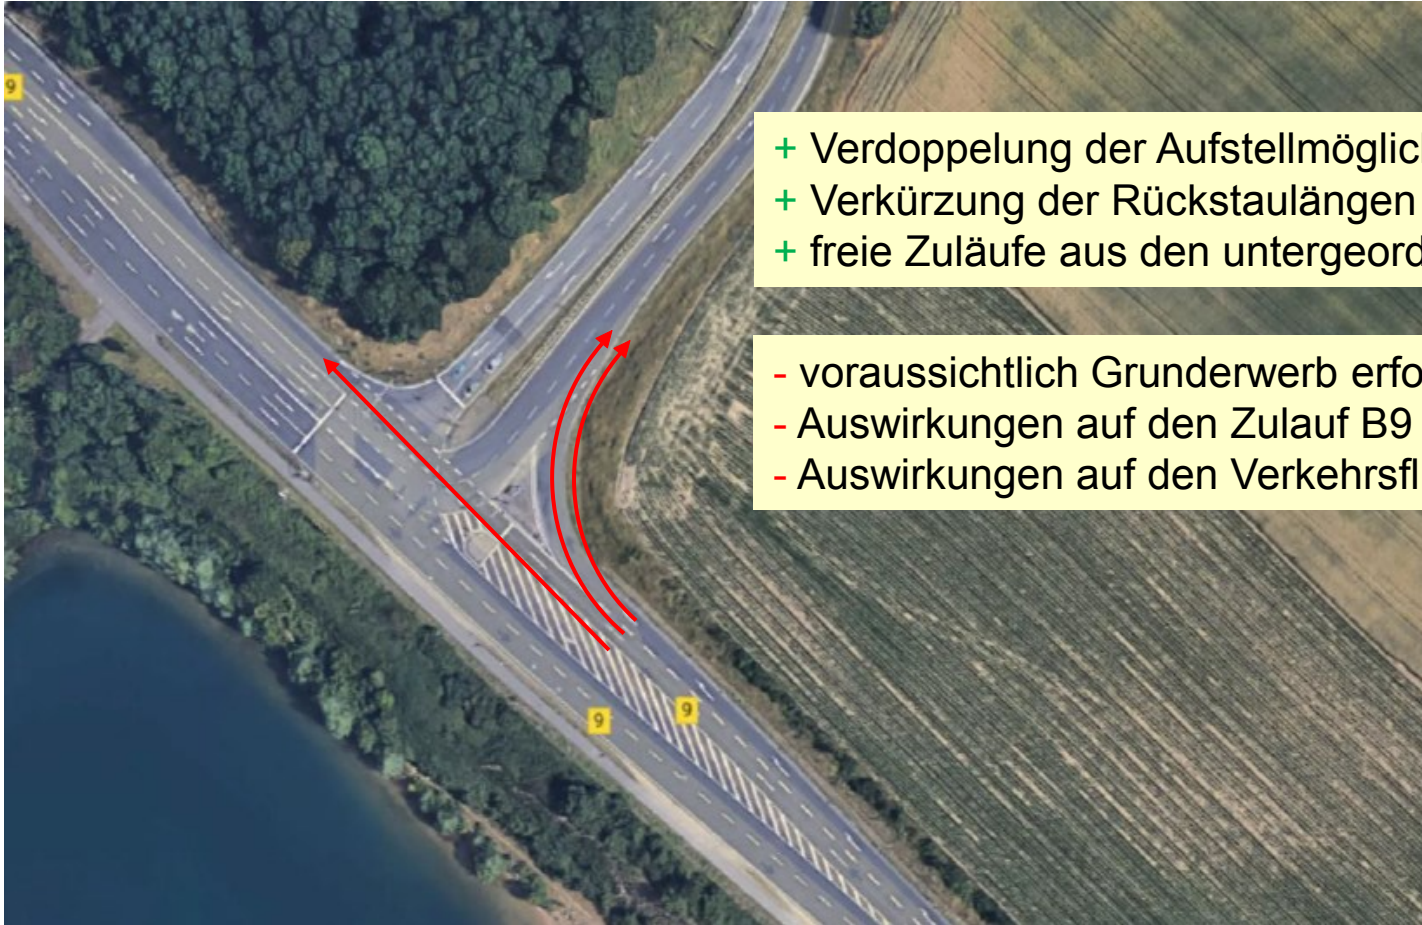 9
+ Verdoppelung der Aufstellmöglic
+ Verkürzung der Rückstaulängen
+ freie Zuläufe aus den untergeord
- voraussichtlich Grunderwerb erfo
- Auswirkungen auf den Zulauf B9
- Auswirkungen auf den Verkehrsfl
9
9